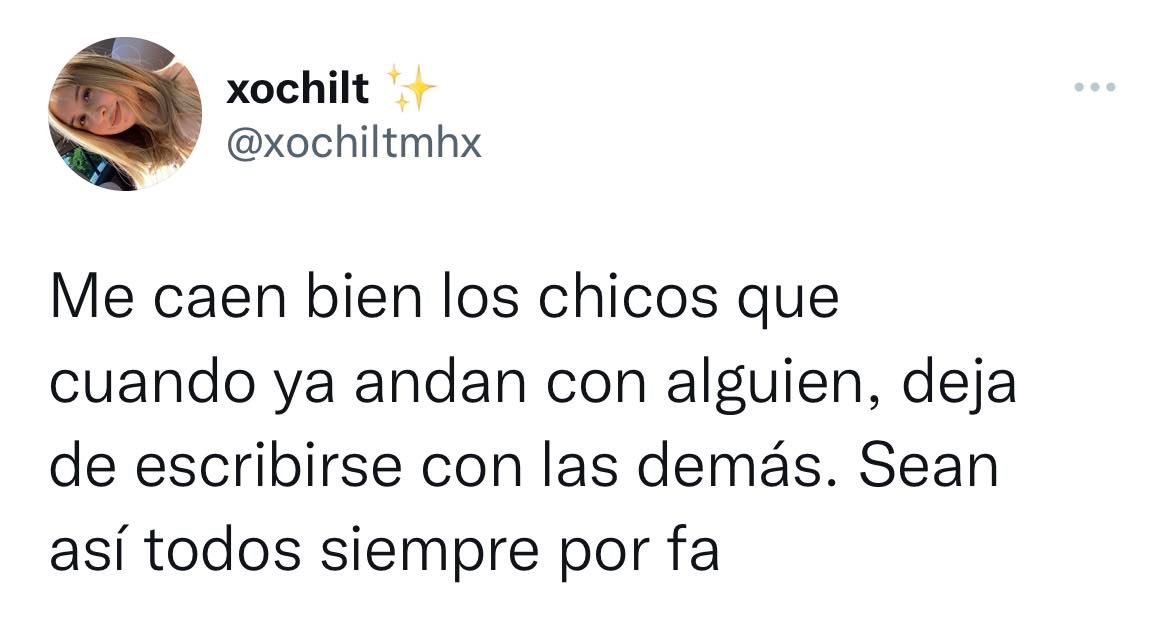 xochilt ✨
@xochiltmhx
Me caen bien los chicos que
cuando ya andan con alguien, deja
de escribirse con las demás. Sean
así todos siempre por fa